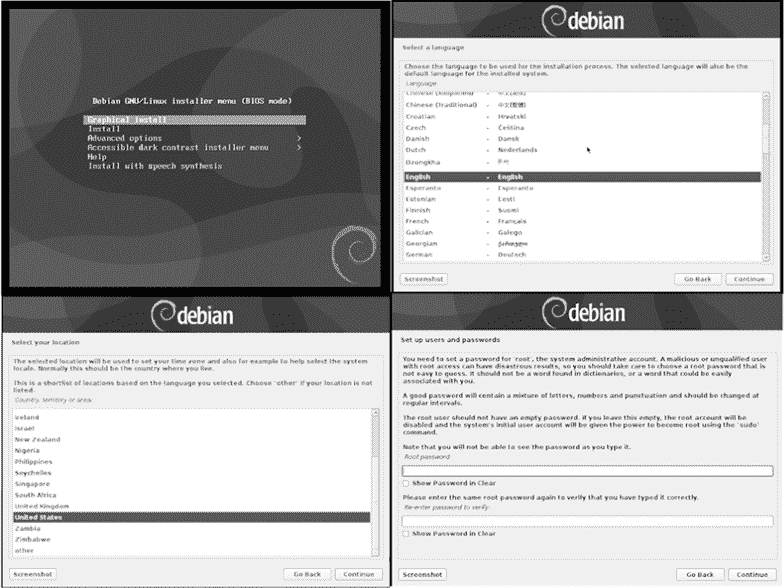 Debian GNU/Linux installer menu (BIOS mode)
Graphical install
Install
Advanced options >
Accessible dark contrast installer menu >
Help
Install with speech synthesis
debian
Select a language
Choose the language to be used for the installation process. The selected language will also be the
default language for the installed system.
Language:
Chinese (Simplified) - 中文(简体)
Chinese (Traditional) - 中文(繁體)
Croatian - Hrvatski
Czech - Čeština
Danish - Dansk
Dutch - Nederlands
Dzongkha -
English - English
Esperanto - Esperanto
Estonian - Eesti
Finnish - Suomi
French - Français
Galician - Galego
Georgian - ქართული
German - Deutsch
Screenshot Go Back Continue
debian
Select your location
The selected location will be used to set your time zone and also for example to help select the system
locale. Normally this should be the country where you live.
This is a shortlist of locations based on the language you selected. Choose "other" if your location is not
listed.
Country, territory or area:
Ireland
Israel
New Zealand
Nigeria
Philippines
Seychelles
Singapore
South Africa
United Kingdom
United States
Zambia
Zimbabwe
other
Screenshot Go Back Continue
debian
Set up users and passwords
You need to set a password for 'root', the system administrative account. A malicious or unqualified user
with root access can have disastrous results, so you should take care to choose a root password that is
not easy to guess. It should not be a word found in dictionaries, or a word that could be easily
associated with you.
A good password will contain a mixture of letters, numbers and punctuation and should be changed at
regular intervals.
The root user should not have an empty password. If you leave this empty, the root account will be
disabled and the system's initial user account will be given the power to become root using the "sudo"
command.
Note that you will not be able to see the password as you type it.
Root password:
Show Password in Clear
Please enter the same root password again to verify that you have typed it correctly.
Re-enter password to verify:
Show Password in Clear
Screenshot Go Back Continue